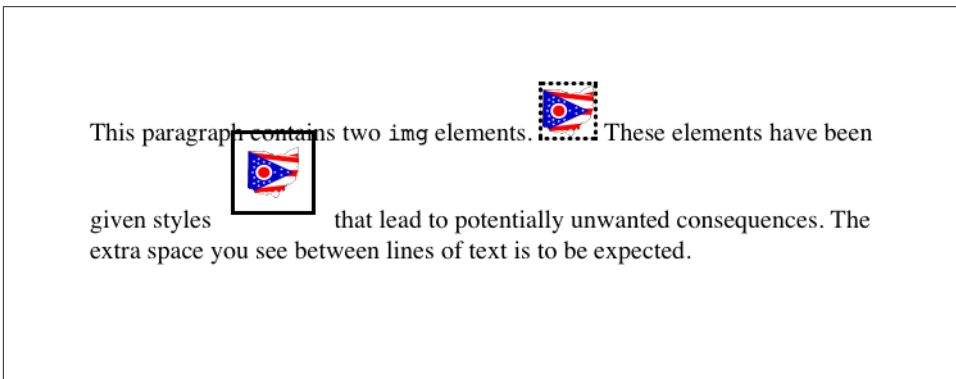 This paragraph contains two img elements. These elements have been
given styles that lead to potentially unwanted consequences. The
extra space you see between lines of text is to be expected.